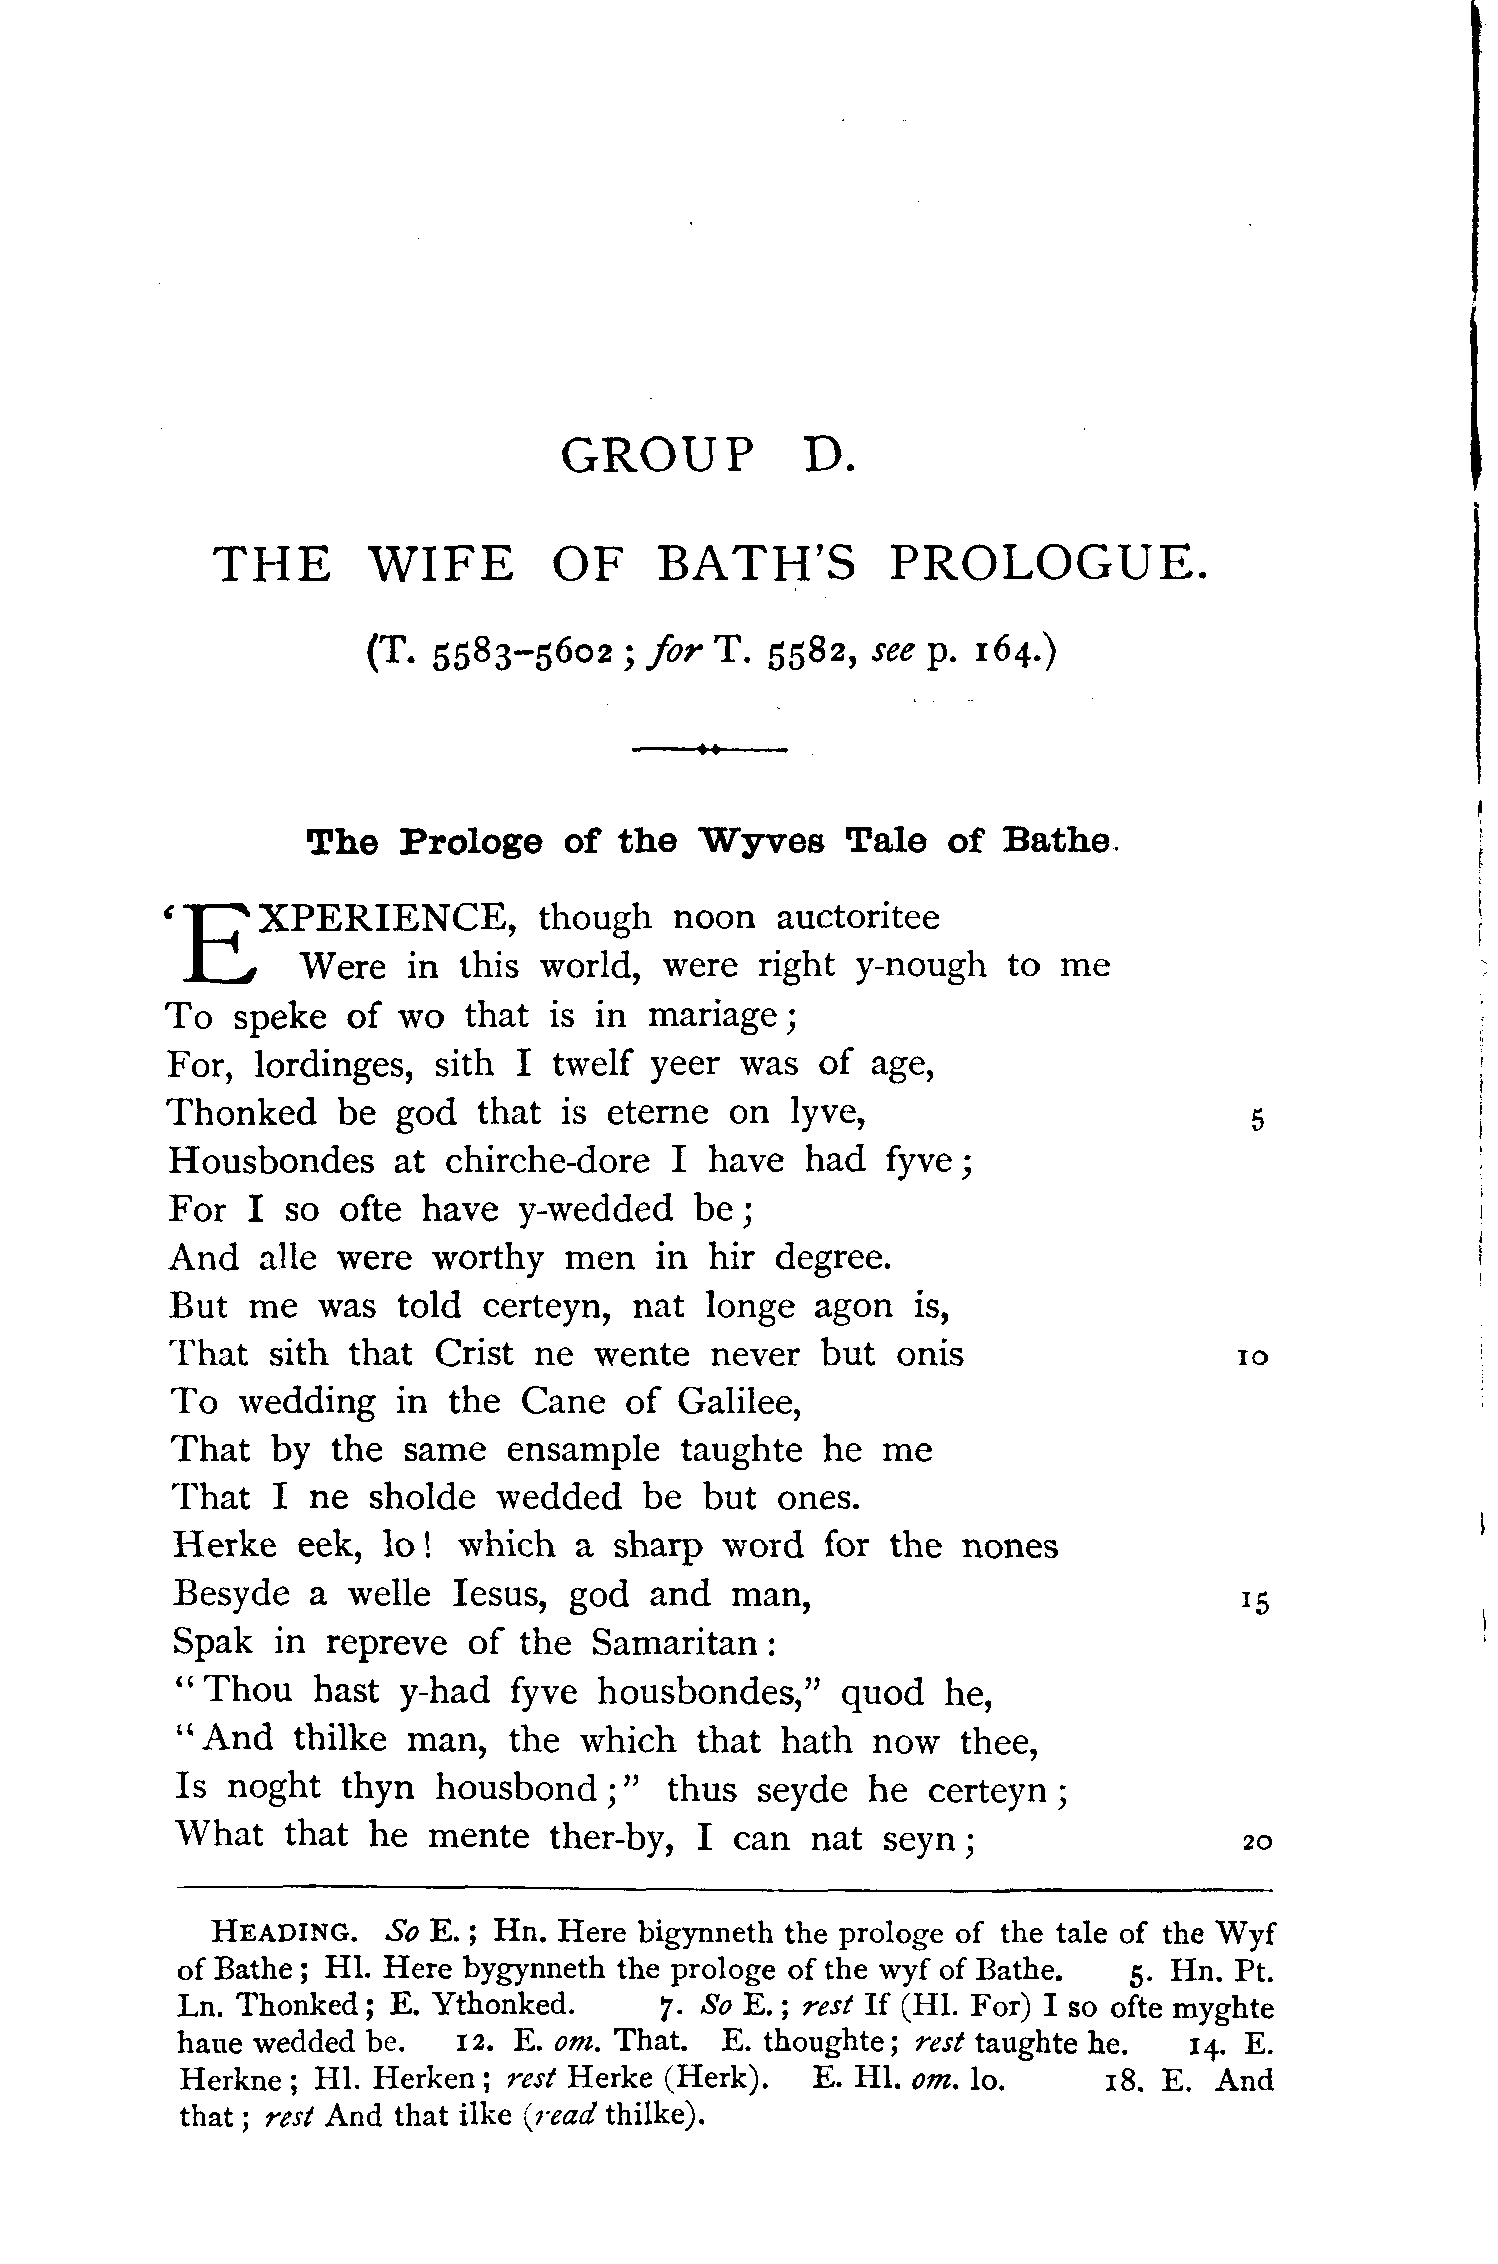 GROUP D.
THE WIFE OF BATH'S PROLOGUE.
(T. 5583–5602 ; for T. 5582, see p. 164.)
The Prologe of the Wyves Tale of Bathe.
'EXPERIENCE, though noon auctoritee
Were in this world, were right y-nough to me
To speke of wo that is in mariage ;
For, lordinges, sith I twelf yeer was of age,
Thonked be god that is eterne on lyve, 5
Housbondes at chirche-dore I have had fyve ;
For I so ofte have y-wedded be ;
And alle were worthy men in hir degree.
But me was told certeyn, nat longe agon is,
That sith that Crist ne wente never but onis 10
To wedding in the Cane of Galilee,
That by the same ensample taughte he me
That I ne sholde wedded be but ones.
Herke eek, lo ! which a sharp word for the nones
Besyde a welle Iesus, god and man, 15
Spak in repreve of the Samaritan :
“Thou hast y-had fyve housbondes,” quod he,
“And thilke man, the which that hath now thee,
Is noght thyn housbond ;” thus seyde he certeyn ;
What that he mente ther-by, I can nat seyn ; 20
HEADING. So E. ; Hn. Here bigynneth the prologe of the tale of the Wyf
of Bathe ; Hl. Here bygynneth the prologe of the wyf of Bathe. 5. Hn. Pt.
Ln. Thonked ; E. Ythonked. 7. So E. ; rest If (Hl. For) I so ofte myghte
haue wedded be. 12. E. om. That. E. thoughte ; rest taughte he. 14. E.
Herkne ; Hl. Herken ; rest Herke (Herk). E. Hl. om. lo. 18. E. And
that ; rest And that ilke (read thilke).